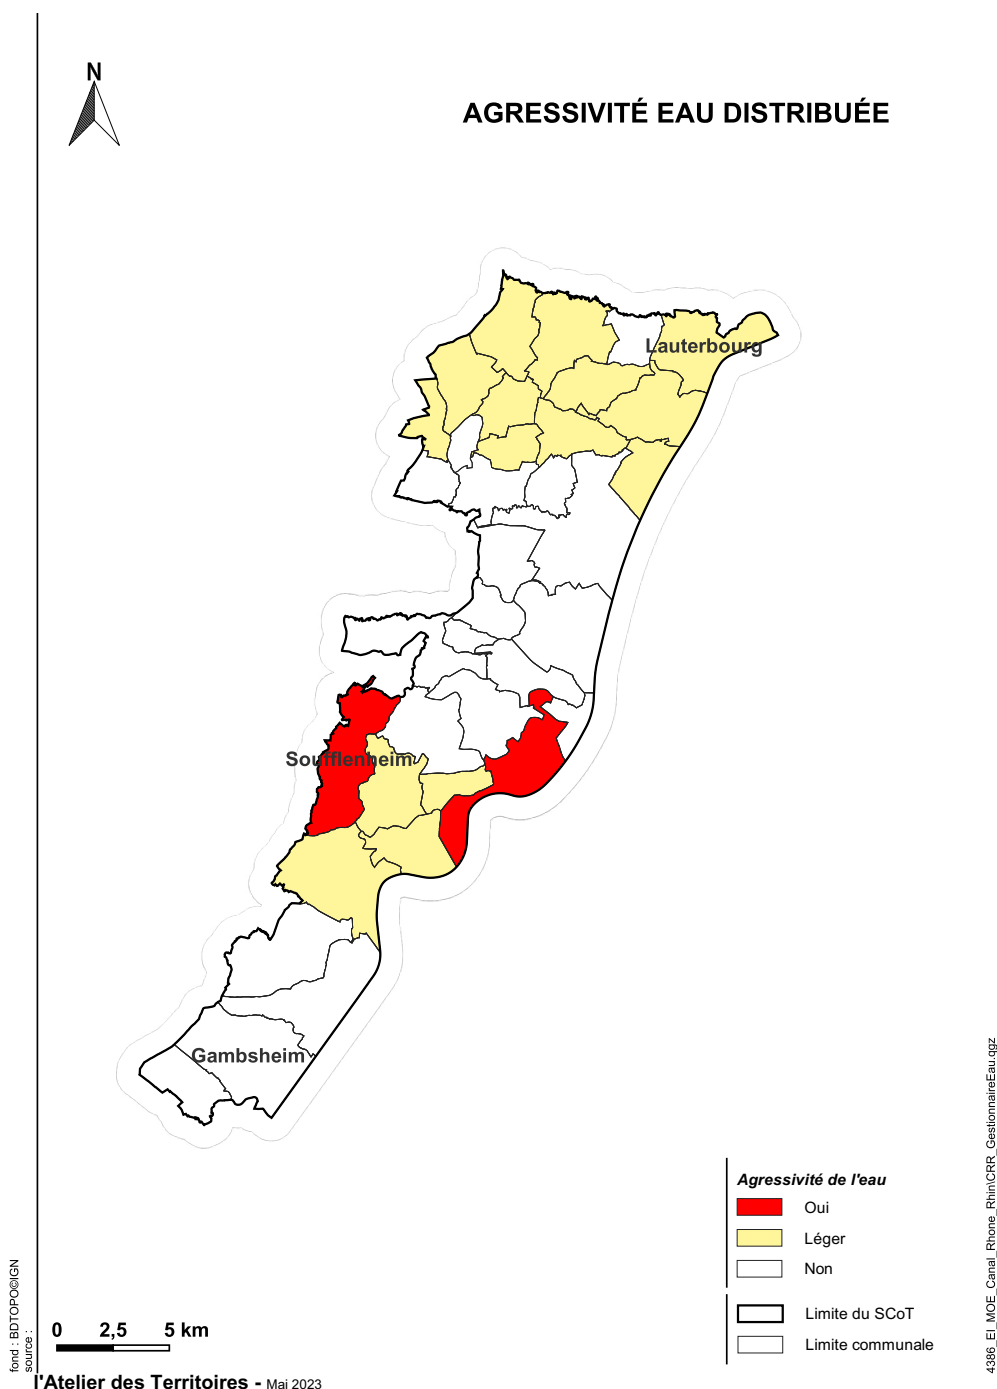 N
AGRESSIVITÉ EAU DISTRIBUÉE
Lauterbourg
Soufflenheim
Gambsheim
Agressivité de l'eau
Oui
Léger
Non
Limite du SCoT
Limite communale
0 2,5 5 km
fond : BDTOPO©IGN
source :
l'Atelier des Territoires - Mai 2023
4386_EI_MOE_Canal_Rhone_Rhin\CRR_GestionnaireEau.qgz